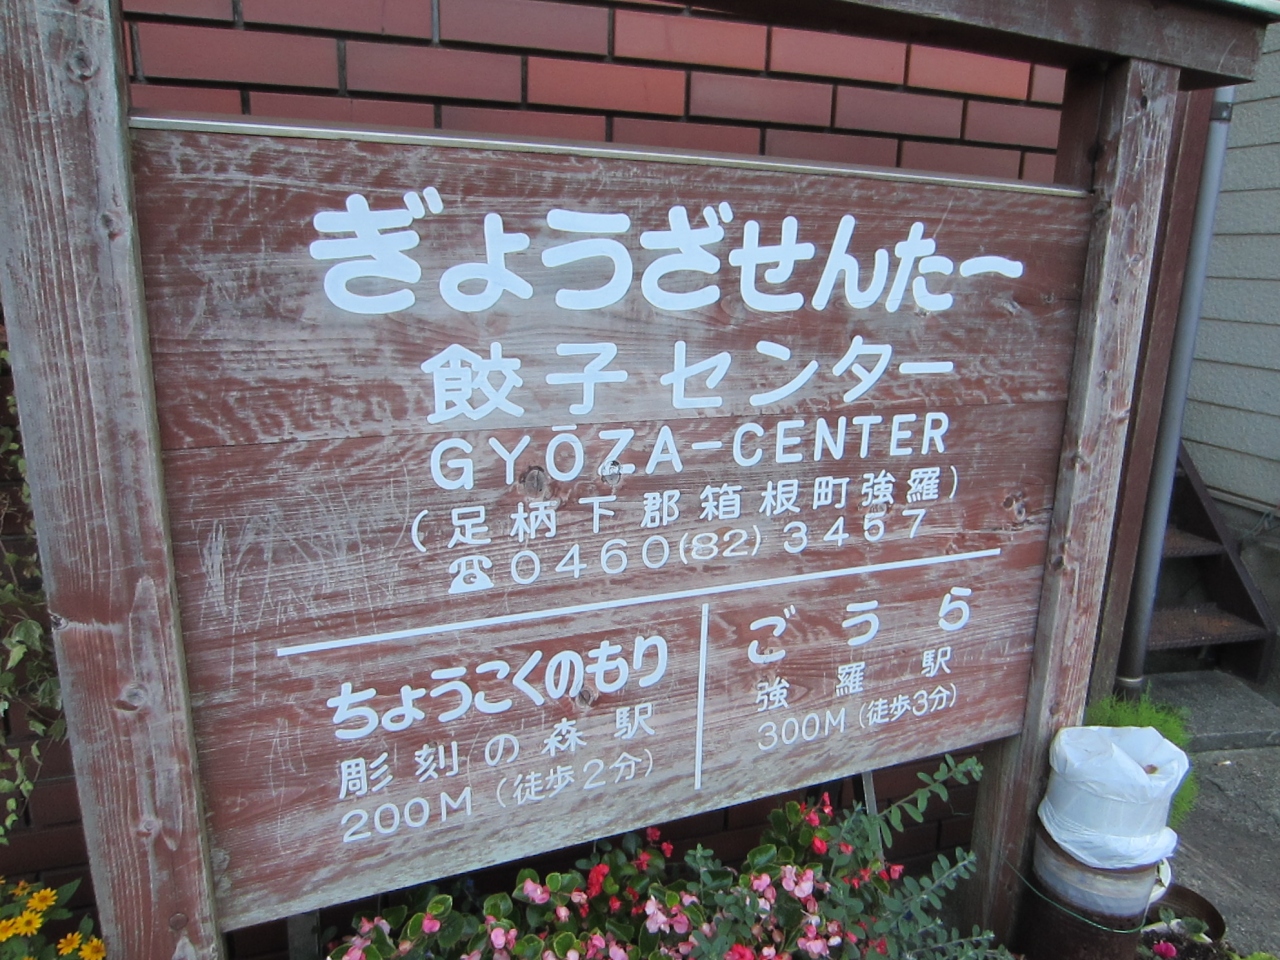 ぎょうざせんたー
餃子センター
GYŌZA-CENTER
(足柄下郡箱根町強羅)
☎0460(82)3457
ちょうこくのもり
彫刻の森駅
200M(徒歩2分)
ごうら
強羅駅
300M(徒歩3分)